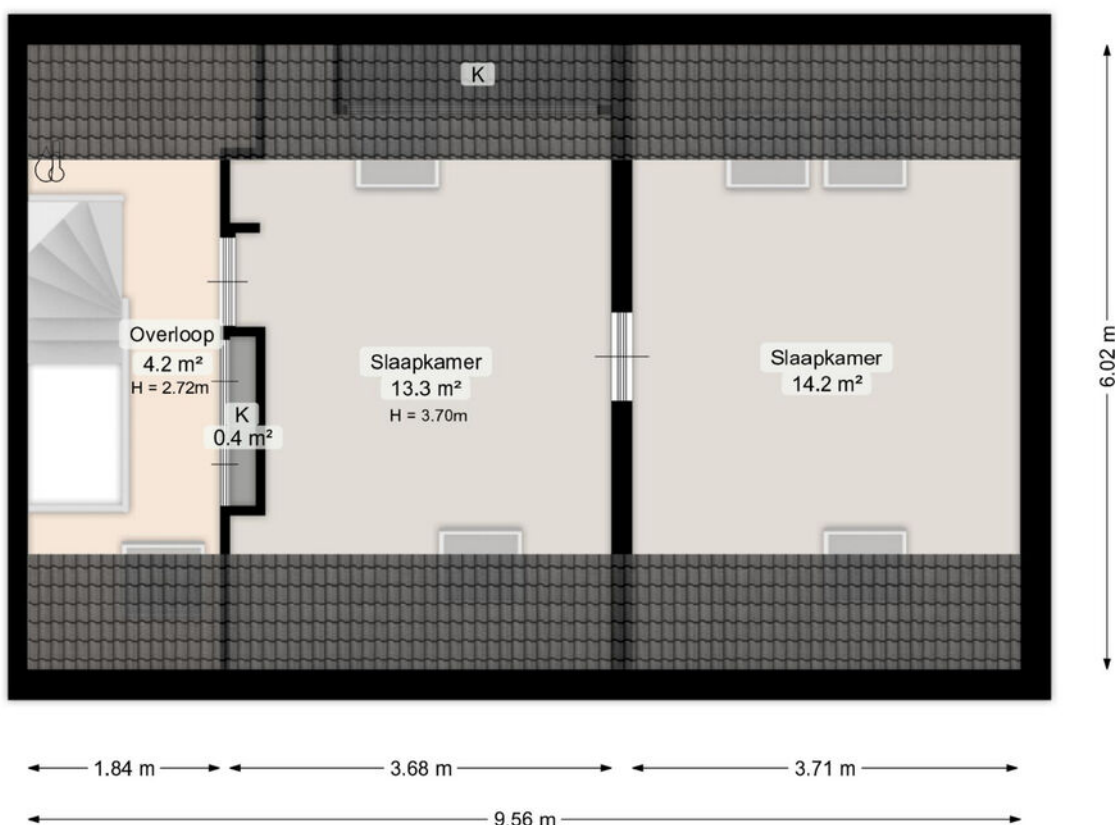 K
Overloop
4.2 m²
H = 2.72m
K
0.4 m²
Slaapkamer
13.3 m²
H = 3.70m
Slaapkamer
14.2 m²
6.02 m
1.84 m
3.68 m
3.71 m
9.56 m